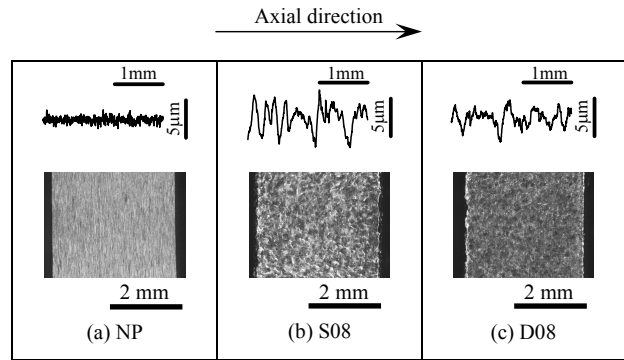 Axial direction
1mm
5μm
2 mm
(a) NP
1mm
5μm
2 mm
(b) S08
1mm
5μm
2 mm
(c) D08